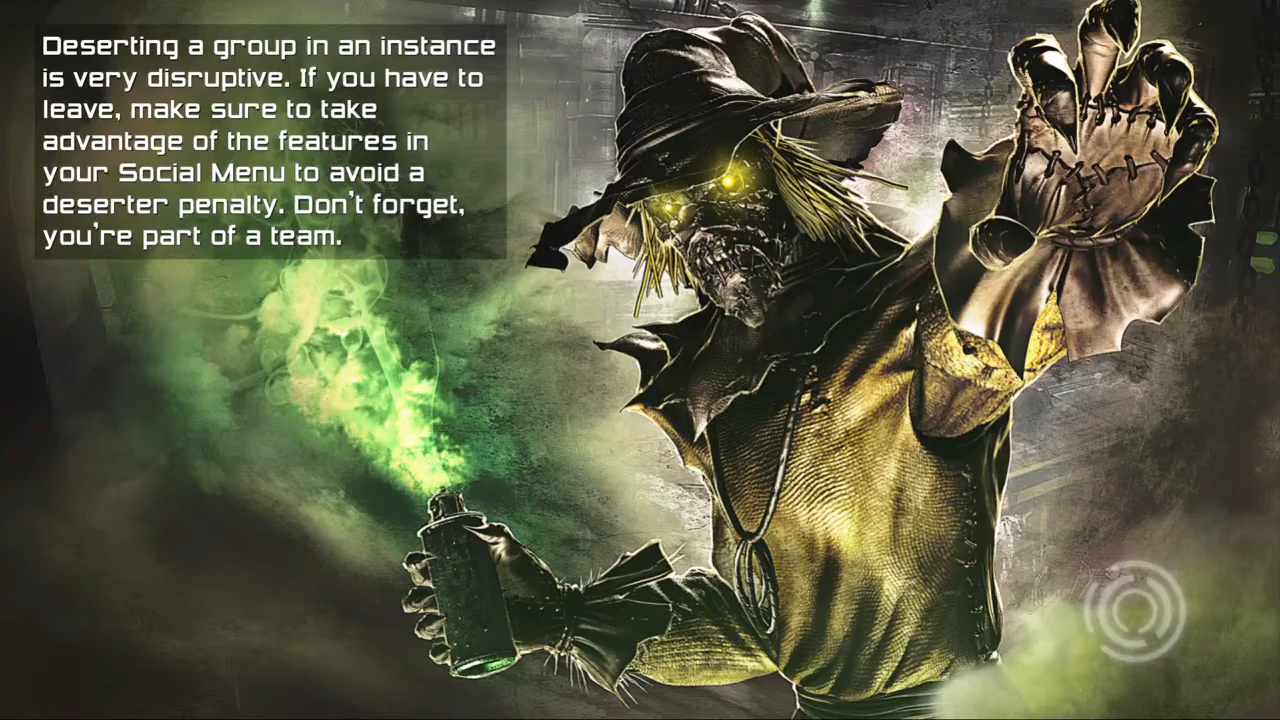 Deserting a group in an instance
is very disruptive. If you have to
leave, make sure to take
advantage of the features in
your Social Menu to avoid a
deserter penalty. Don't forget,
you're part of a team.